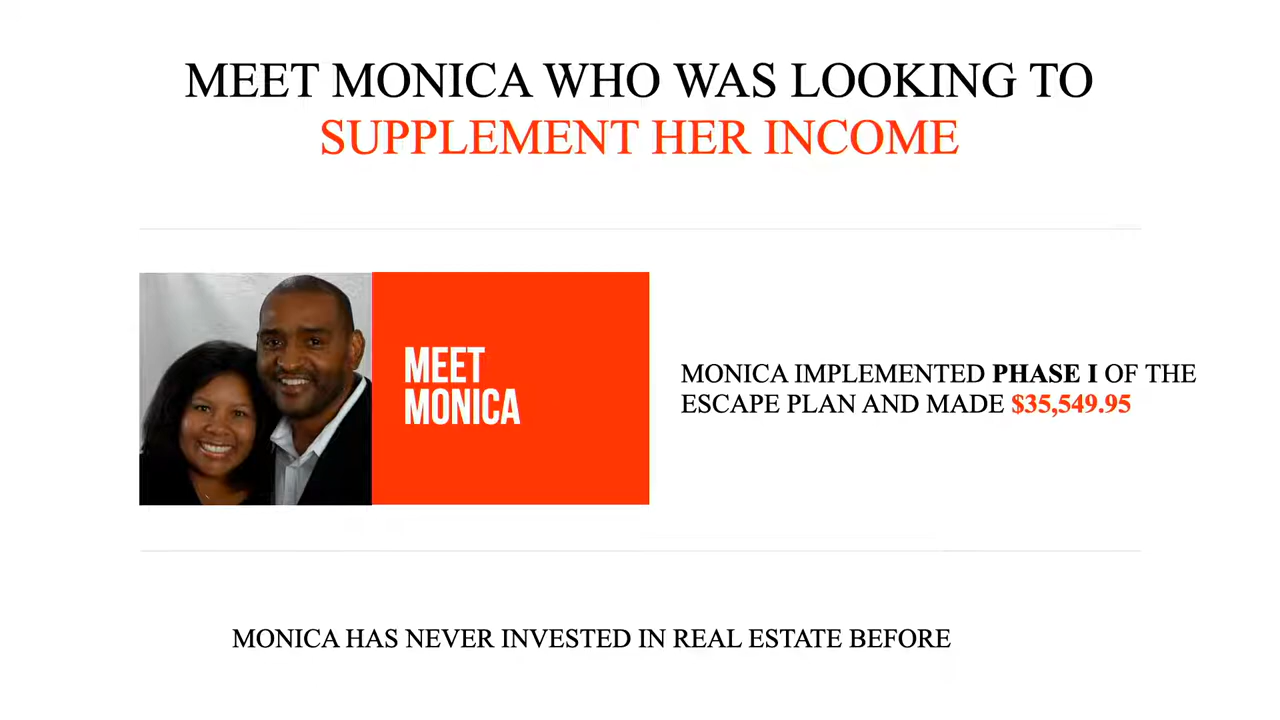 MEET MONICA WHO WAS LOOKING TO
SUPPLEMENT HER INCOME
MEET
MONICA
MONICA IMPLEMENTED PHASE I OF THE
ESCAPE PLAN AND MADE $35,549.95
MONICA HAS NEVER INVESTED IN REAL ESTATE BEFORE